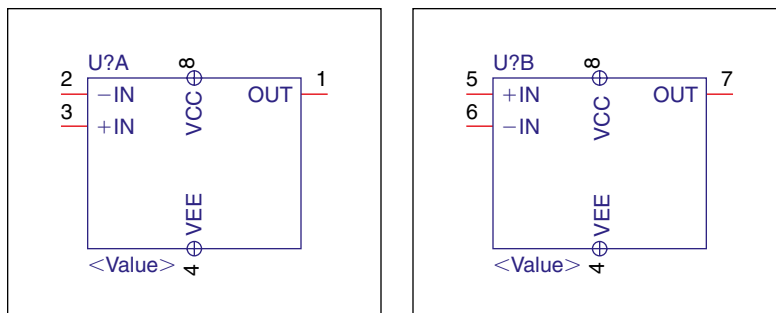 U?A
8
2
−IN
VCC
OUT
1
3
+IN
VEE
<Value>
4
U?B
8
5
+IN
VCC
OUT
7
6
−IN
VEE
<Value>
4